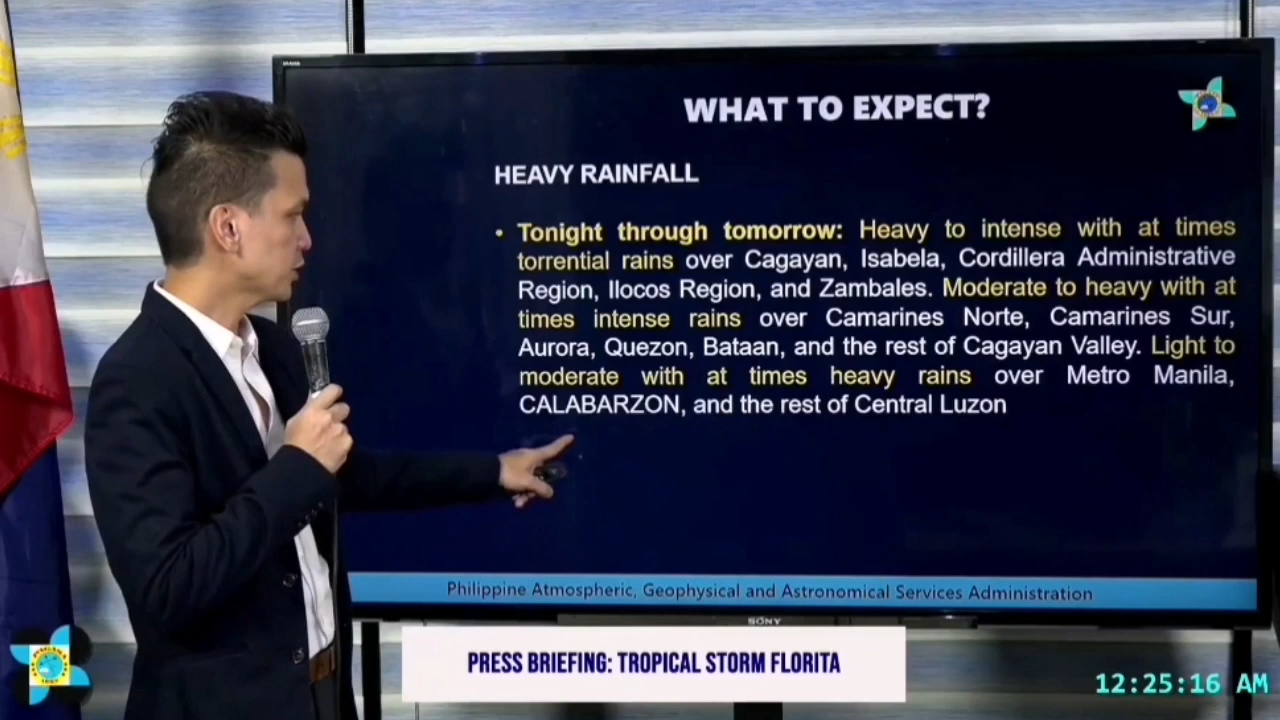 WHAT TO EXPECT?
HEAVY RAINFALL
• Tonight through tomorrow: Heavy to intense with at times
torrential rains over Cagayan, Isabela, Cordillera Administrative
Region, Ilocos Region, and Zambales. Moderate to heavy with at
times intense rains over Camarines Norte, Camarines Sur,
Aurora, Quezon, Bataan, and the rest of Cagayan Valley. Light to
moderate with at times heavy rains over Metro Manila,
CALABARZON, and the rest of Central Luzon
Philippine Atmospheric, Geophysical and Astronomical Services Administration
SONY
PRESS BRIEFING: TROPICAL STORM FLORITA
12:25:16 AM